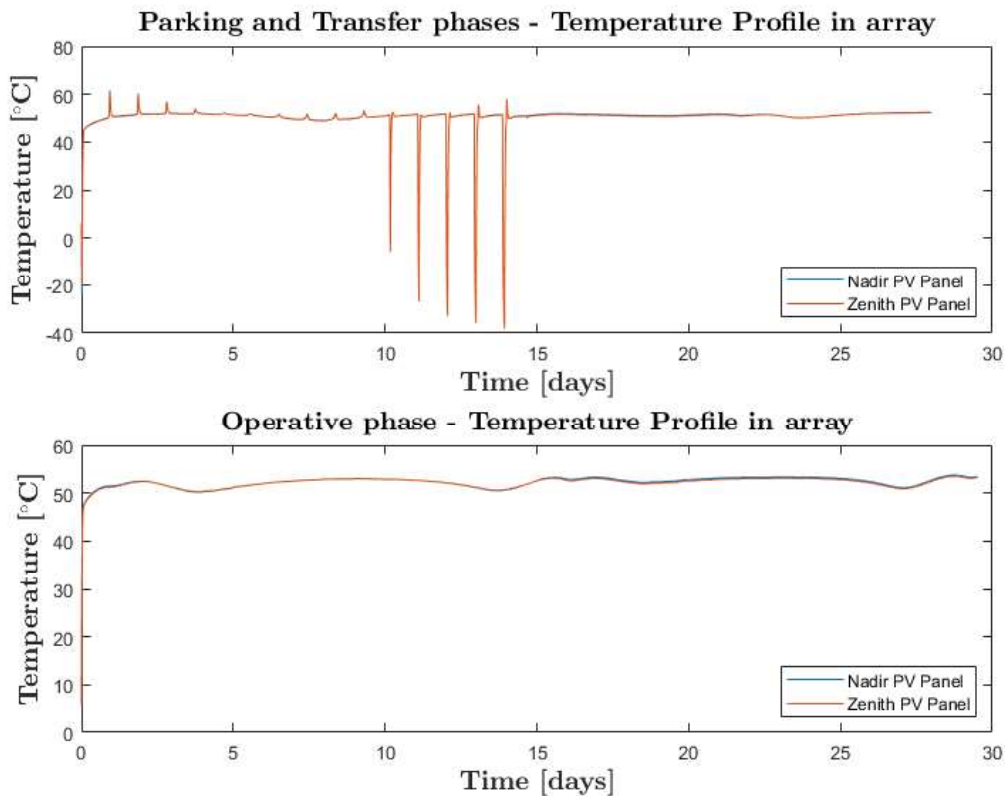 Parking and Transfer phases - Temperature Profile in array
Temperature [°C]
80
60
40
20
0
-20
-40
0 5 10 15 20 25 30
Time [days]
Nadir PV Panel
Zenith PV Panel
Operative phase - Temperature Profile in array
Temperature [°C]
60
50
40
30
20
10
0
0 5 10 15 20 25 30
Time [days]
Nadir PV Panel
Zenith PV Panel